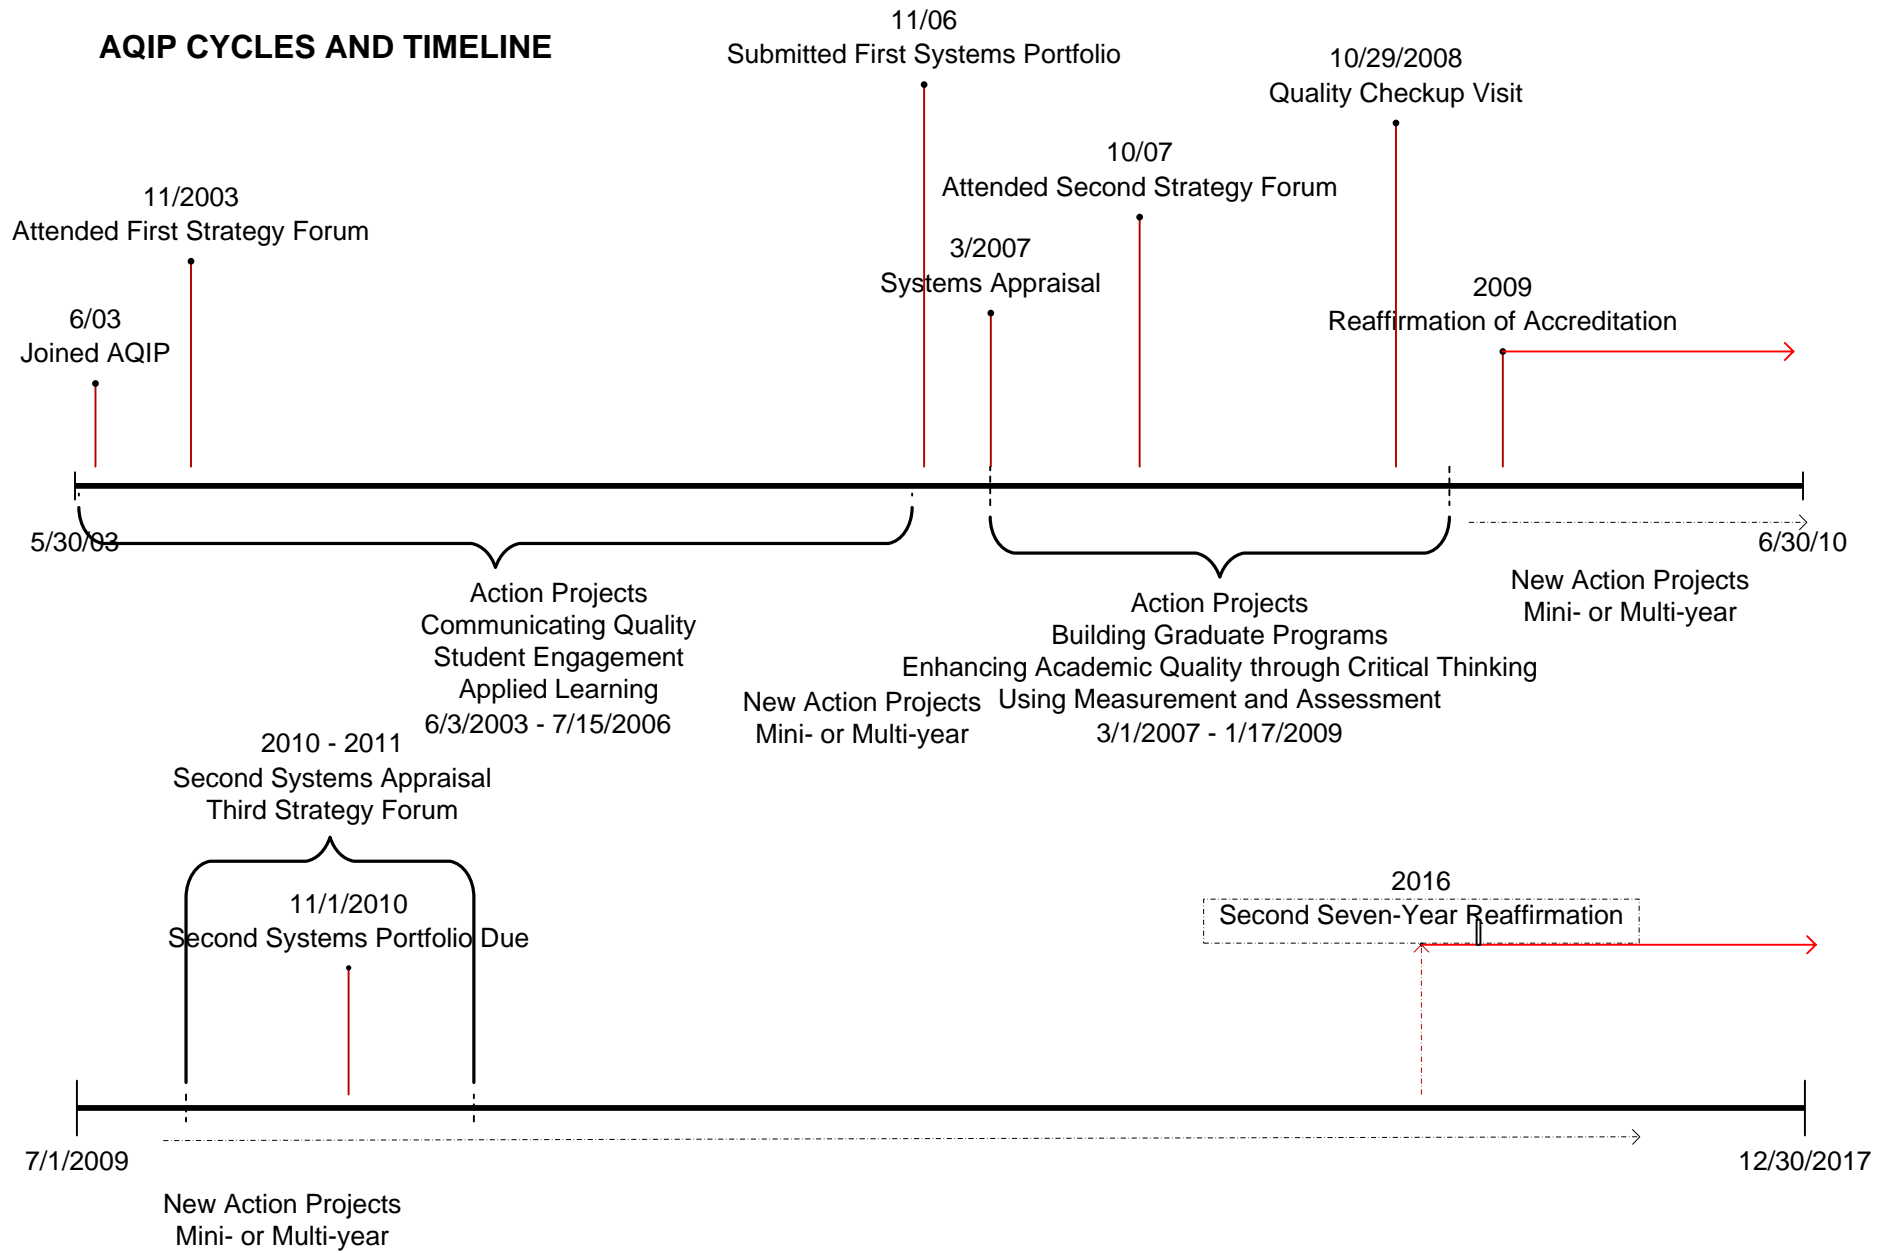 AQIP CYCLES AND TIMELINE
11/06
Submitted First Systems Portfolio
10/29/2008
Quality Checkup Visit
10/07
Attended Second Strategy Forum
11/2003
Attended First Strategy Forum
3/2007
Systems Appraisal
2009
Reaffirmation of Accreditation
6/03
Joined AQIP
5/30/03
6/30/10
Action Projects
Communicating Quality
Student Engagement
Applied Learning
6/3/2003 - 7/15/2006
New Action Projects
Mini- or Multi-year
Action Projects
Building Graduate Programs
Enhancing Academic Quality through Critical Thinking
Using Measurement and Assessment
3/1/2007 - 1/17/2009
New Action Projects
Mini- or Multi-year
2010 - 2011
Second Systems Appraisal
Third Strategy Forum
11/1/2010
Second Systems Portfolio Due
2016
Second Seven-Year Reaffirmation
7/1/2009
12/30/2017
New Action Projects
Mini- or Multi-year